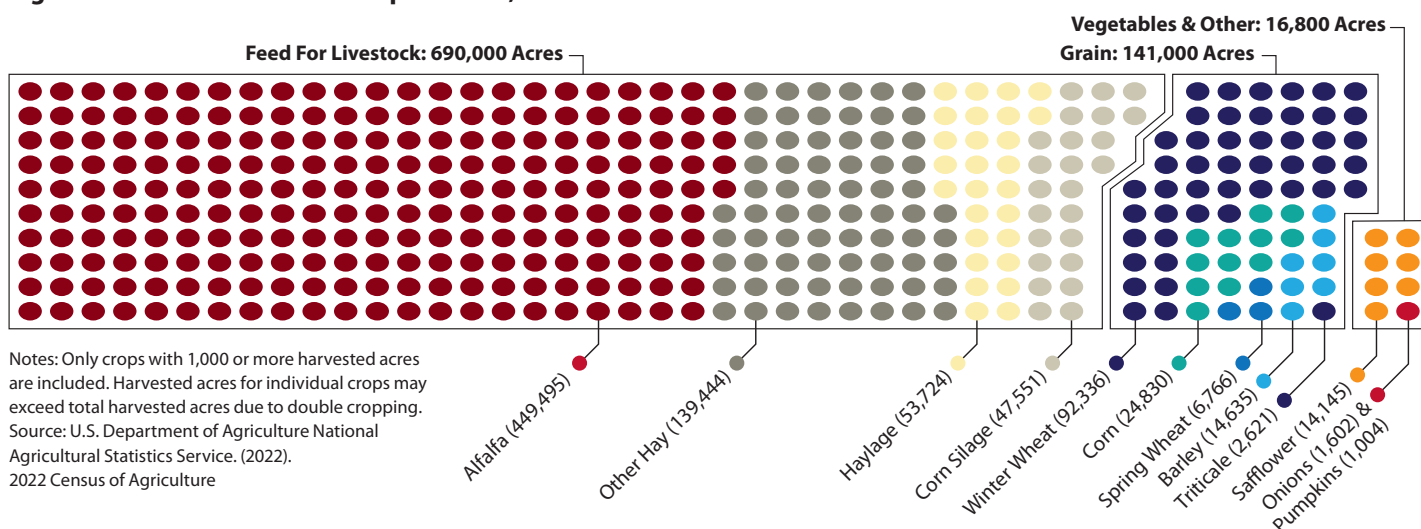 Vegetables & Other: 16,800 Acres
Feed For Livestock: 690,000 Acres
Grain: 141,000 Acres
Alfalfa (449,495)
Other Hay (139,444)
Haylage (53,724)
Corn Silage (47,551)
Winter Wheat (92,336)
Corn (24,830)
Spring Wheat (6,766)
Barley (14,635)
Triticale (2,621)
Safflower (14,145)
Onions (1,602) &
Pumpkins (1,004)
Notes: Only crops with 1,000 or more harvested acres
are included. Harvested acres for individual crops may
exceed total harvested acres due to double cropping.
Source: U.S. Department of Agriculture National
Agricultural Statistics Service. (2022).
2022 Census of Agriculture